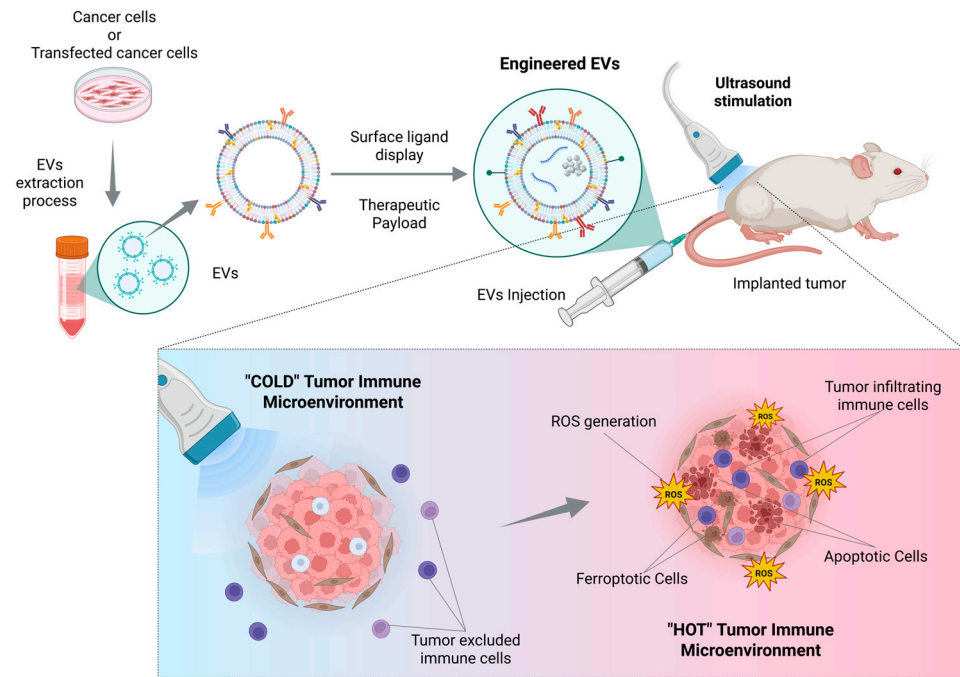 Cancer cells
or
Transfected cancer cells
EVs
extraction
process
EVs
Surface ligand
display
Therapeutic
Payload
Engineered EVs
Ultrasound
stimulation
EVs Injection
Implanted tumor
"COLD" Tumor Immune
Microenvironment
Tumor excluded
immune cells
ROS generation
Tumor infiltrating
immune cells
ROS
ROS
ROS
ROS
Ferroptotic Cells
Apoptotic Cells
"HOT" Tumor Immune
Microenvironment